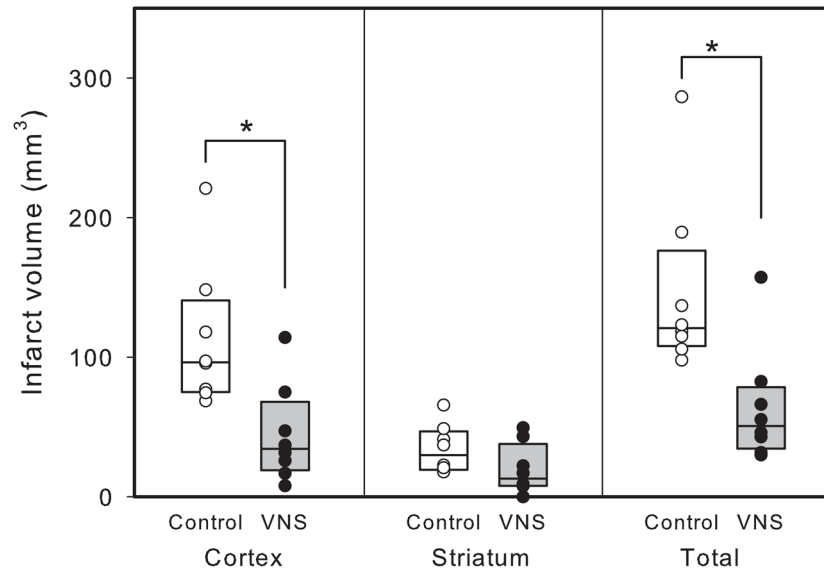 Infarct volume (mm³)
300
200
100
0
*
*
Control VNS Control VNS Control VNS
Cortex Striatum Total